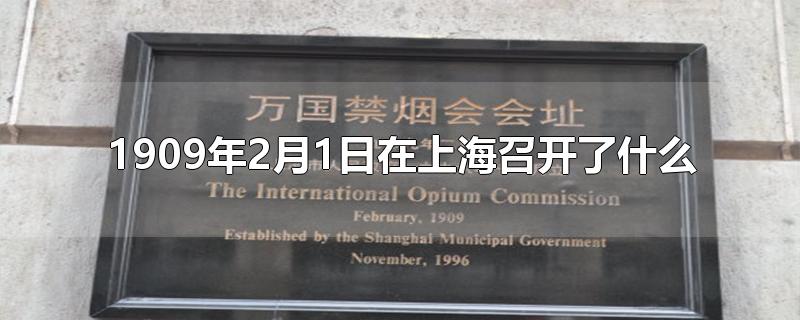 万国禁烟会会址
1909年2月1日在上海召开了什么
The International Opium Commission
February, 1909
Established by the Shanghai Municipal Government
November, 1996